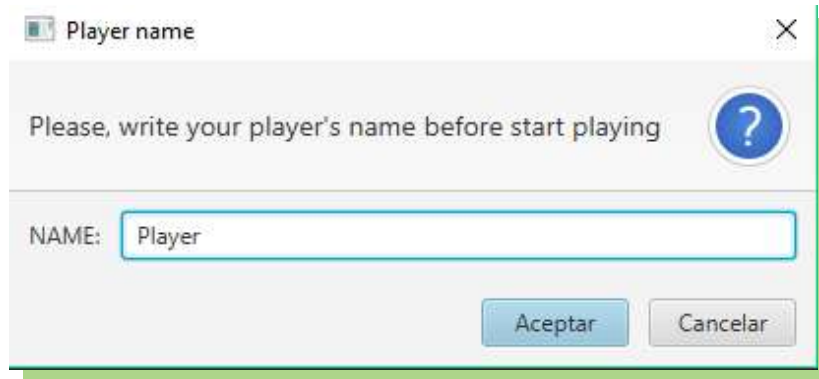 Player name
Please, write your player's name before start playing
?
NAME: Player
Aceptar Cancelar